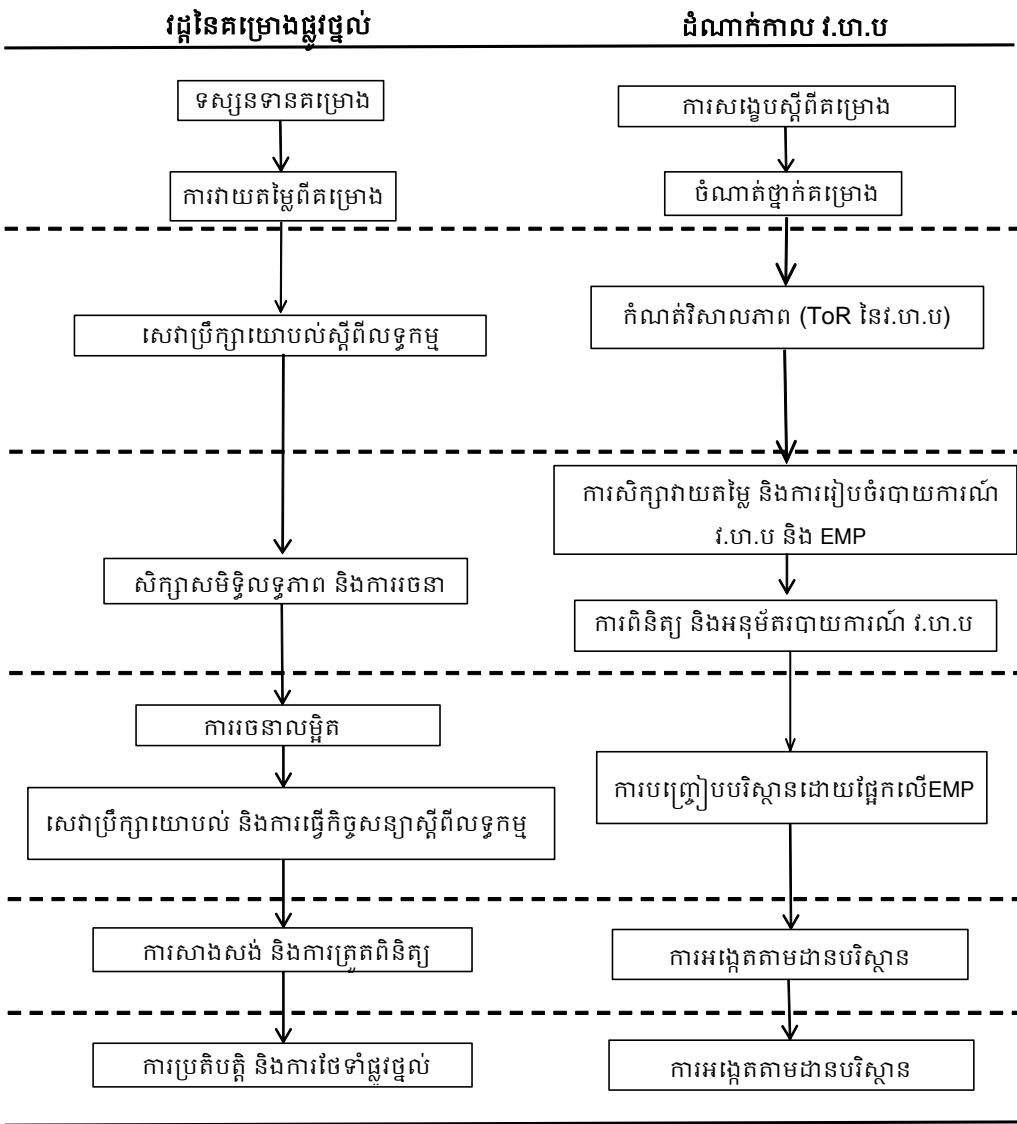 វដ្តនៃគម្រោងផ្លូវថ្នល់
ដំណាក់កាល វ.ហ.ប
ទស្សនទានគម្រោង
ការវាយតម្លៃពីគម្រោង
សេវាប្រឹក្សាយោបល់ស្តីពីលទ្ធកម្ម
សិក្សាសមិទ្ធិលទ្ធភាព និងការរចនា
ការរចនាលម្អិត
សេវាប្រឹក្សាយោបល់ និងការធ្វើកិច្ចសន្យាស្តីពីលទ្ធកម្ម
ការសាងសង់ និងការត្រួតពិនិត្យ
ការប្រតិបត្តិ និងការថែទាំផ្លូវថ្នល់
ការសង្ខេបស្តីពីគម្រោង
ចំណាត់ថ្នាក់គម្រោង
កំណត់វិសាលភាព (ToR នៃវ.ហ.ប)
ការសិក្សាវាយតម្លៃ និងការរៀបចំរបាយការណ៍
វ.ហ.ប និង EMP
ការពិនិត្យ និងអនុម័តរបាយការណ៍ វ.ហ.ប
ការបញ្ជ្រៀបបរិស្ថានដោយផ្អែកលើEMP
ការអង្កេតតាមដានបរិស្ថាន
ការអង្កេតតាមដានបរិស្ថាន